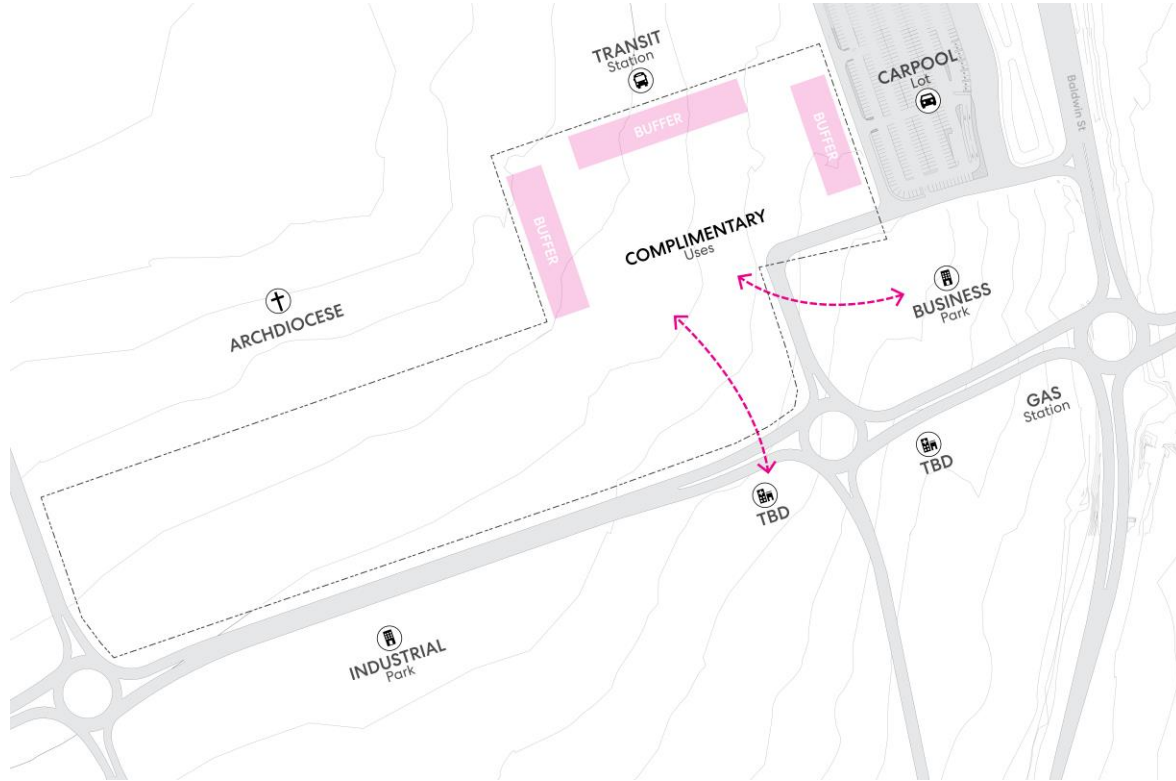 TRANSIT
Station
CARPOOL
Lot
Baldwin St
BUFFER
BUFFER
BUFFER
COMPLIMENTARY
Uses
ARCHDIOCESE
BUSINESS
Park
GAS
Station
TBD
TBD
INDUSTRIAL
Park